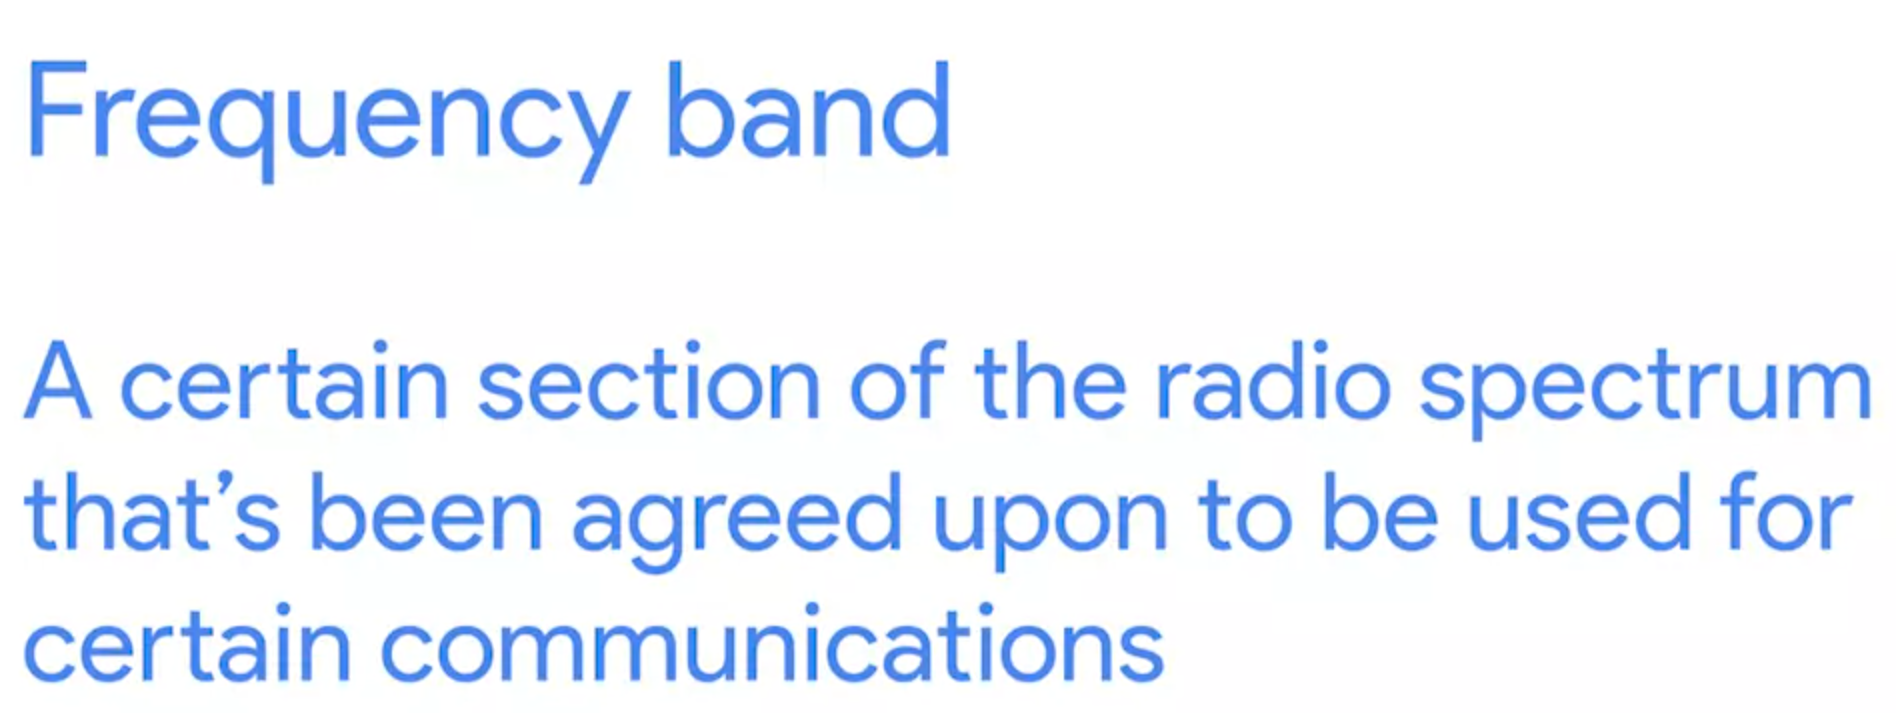 Frequency band
A certain section of the radio spectrum
that’s been agreed upon to be used for
certain communications